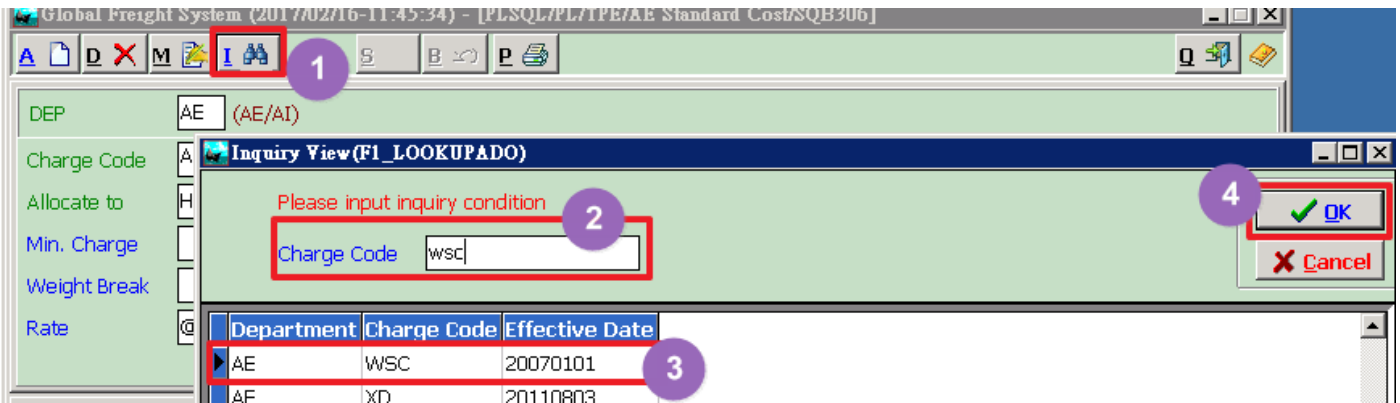 Global Freight System (2017/02/16-11:45:34) - [PLSQL/PL/TPE/AE Standard Cost/SQB306]
A D M I S B P Q
1
DEP AE (AE/AI)
Inquiry View(F1_LOOKUPADO)
Charge Code A
Allocate to H
Min. Charge
Weight Break
Rate @
Please input inquiry condition
2
Charge Code wsc
4
OK
Cancel
Department Charge Code Effective Date
AE WSC 20070101
3
AE XD 20110803